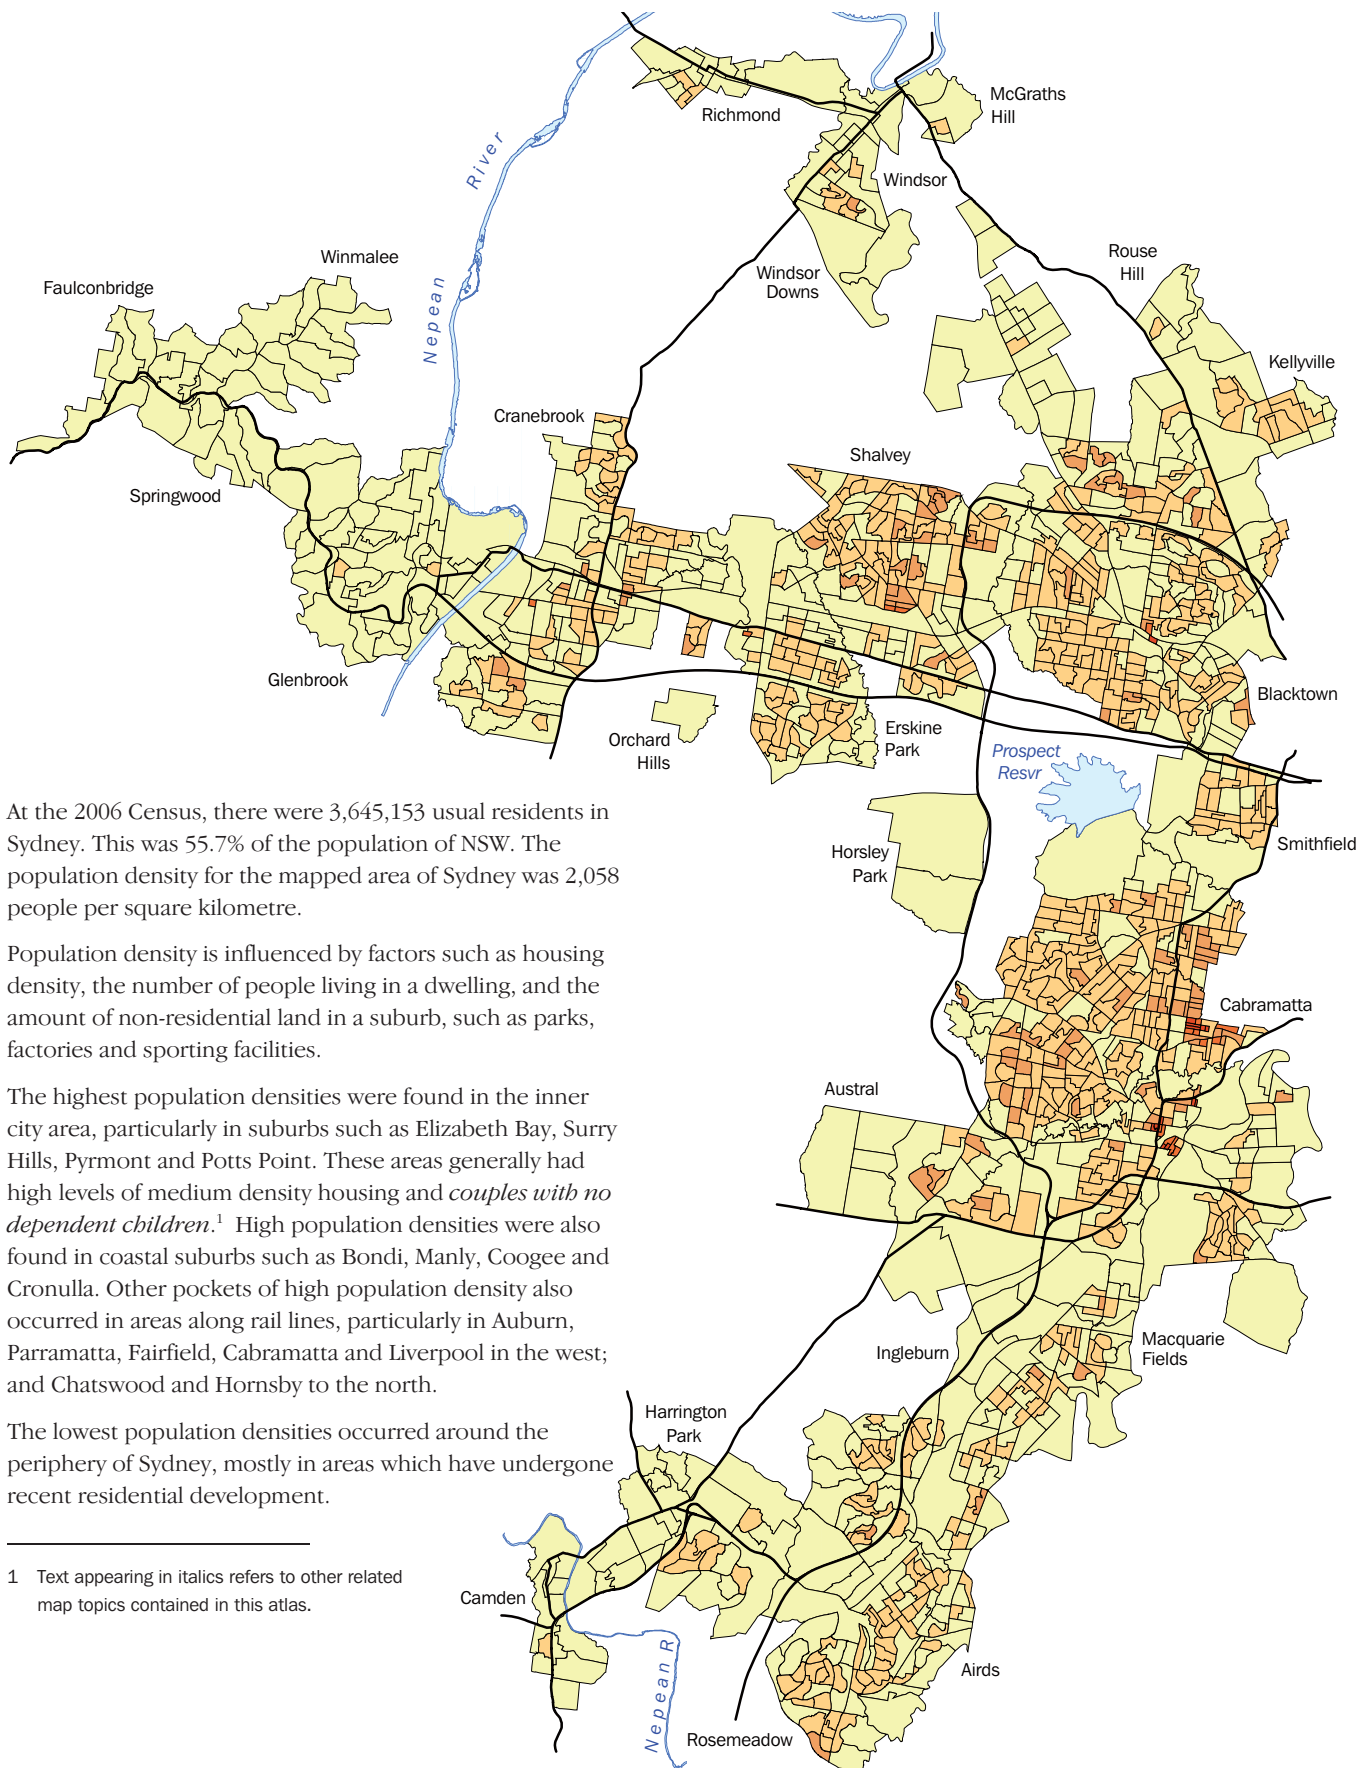 McGraths
Hill
Richmond
River
Windsor
Winmalee
Rouse
Hill
Faulconbridge
Windsor
Downs
Nepean
Kellyville
Cranebrook
Shalvey
Springwood
Glenbrook
Blacktown
Orchard
Hills
Erskine
Park
Prospect
Resvr
At the 2006 Census, there were 3,645,153 usual residents in
Sydney. This was 55.7% of the population of NSW. The
population density for the mapped area of Sydney was 2,058
people per square kilometre.
Horsley
Park
Smithfield
Population density is influenced by factors such as housing
density, the number of people living in a dwelling, and the
amount of non-residential land in a suburb, such as parks,
factories and sporting facilities.
Cabramatta
Austral
The highest population densities were found in the inner
city area, particularly in suburbs such as Elizabeth Bay, Surry
Hills, Pyrmont and Potts Point. These areas generally had
high levels of medium density housing and couples with no
dependent children.1 High population densities were also
found in coastal suburbs such as Bondi, Manly, Coogee and
Cronulla. Other pockets of high population density also
occurred in areas along rail lines, particularly in Auburn,
Parramatta, Fairfield, Cabramatta and Liverpool in the west;
and Chatswood and Hornsby to the north.
Macquarie
Fields
Ingleburn
Harrington
Park
The lowest population densities occurred around the
periphery of Sydney, mostly in areas which have undergone
recent residential development.
1 Text appearing in italics refers to other related
map topics contained in this atlas.
Camden
Nepean R
Airds
Rosemeadow